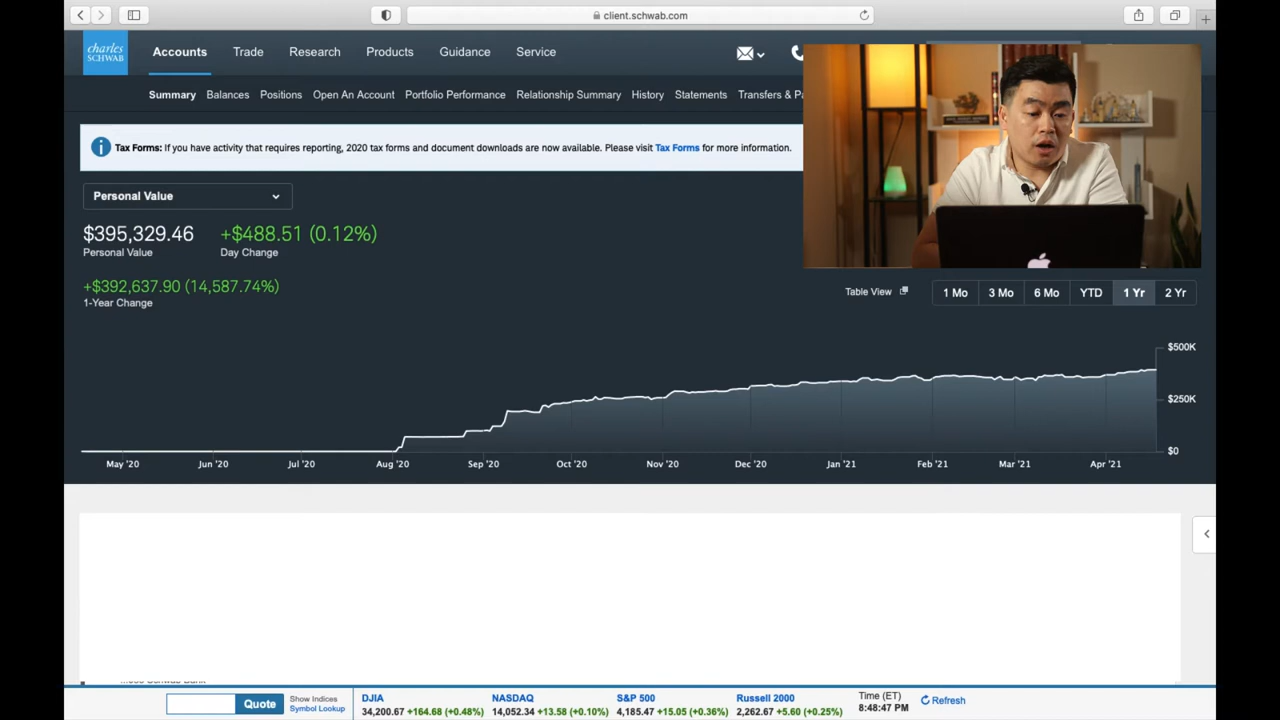 client.schwab.com
charles
SCHWAB
Accounts Trade Research Products Guidance Service
Summary Balances Positions Open An Account Portfolio Performance Relationship Summary History Statements Transfers & Pa
Tax Forms: If you have activity that requires reporting, 2020 tax forms and document downloads are now available. Please visit Tax Forms for more information.
Personal Value
$395,329.46 +$488.51 (0.12%)
Personal Value Day Change
+$392,637.90 (14,587.74%)
1-Year Change
Table View 1 Mo 3 Mo 6 Mo YTD 1 Yr 2 Yr
$500K
$250K
$0
May '20 Jun '20 Jul '20 Aug '20 Sep '20 Oct '20 Nov '20 Dec '20 Jan '21 Feb '21 Mar '21 Apr '21
Quote
Show Indices
Symbol Lookup
DJIA
34,200.67 +164.68 (+0.48%)
NASDAQ
14,052.34 +13.58 (+0.10%)
S&P 500
4,185.47 +15.05 (+0.36%)
Russell 2000
2,262.67 +5.60 (+0.25%)
Time (ET)
8:48:47 PM
Refresh